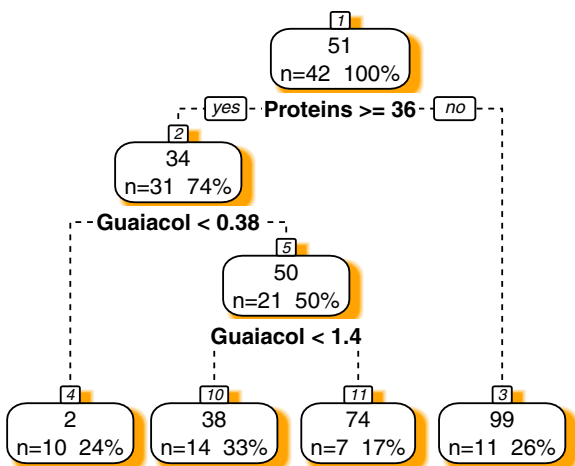 1
51
n=42 100%
yes Proteins >= 36 no
2
34
n=31 74%
Guaiacol < 0.38
5
50
n=21 50%
Guaiacol < 1.4
4
2
n=10 24%
10
38
n=14 33%
11
74
n=7 17%
3
99
n=11 26%